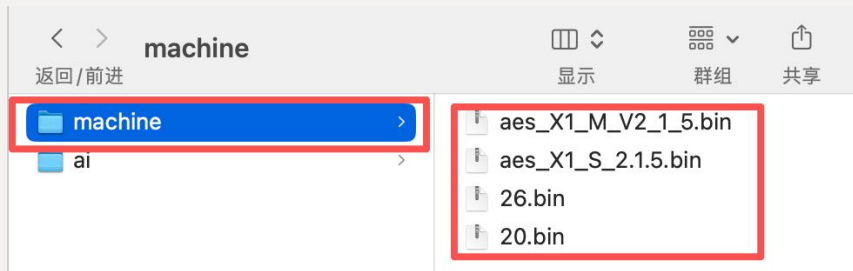 machine
返回/前进
显示
群组
共享
machine
ai
aes_X1_M_V2_1_5.bin
aes_X1_S_2.1.5.bin
26.bin
20.bin